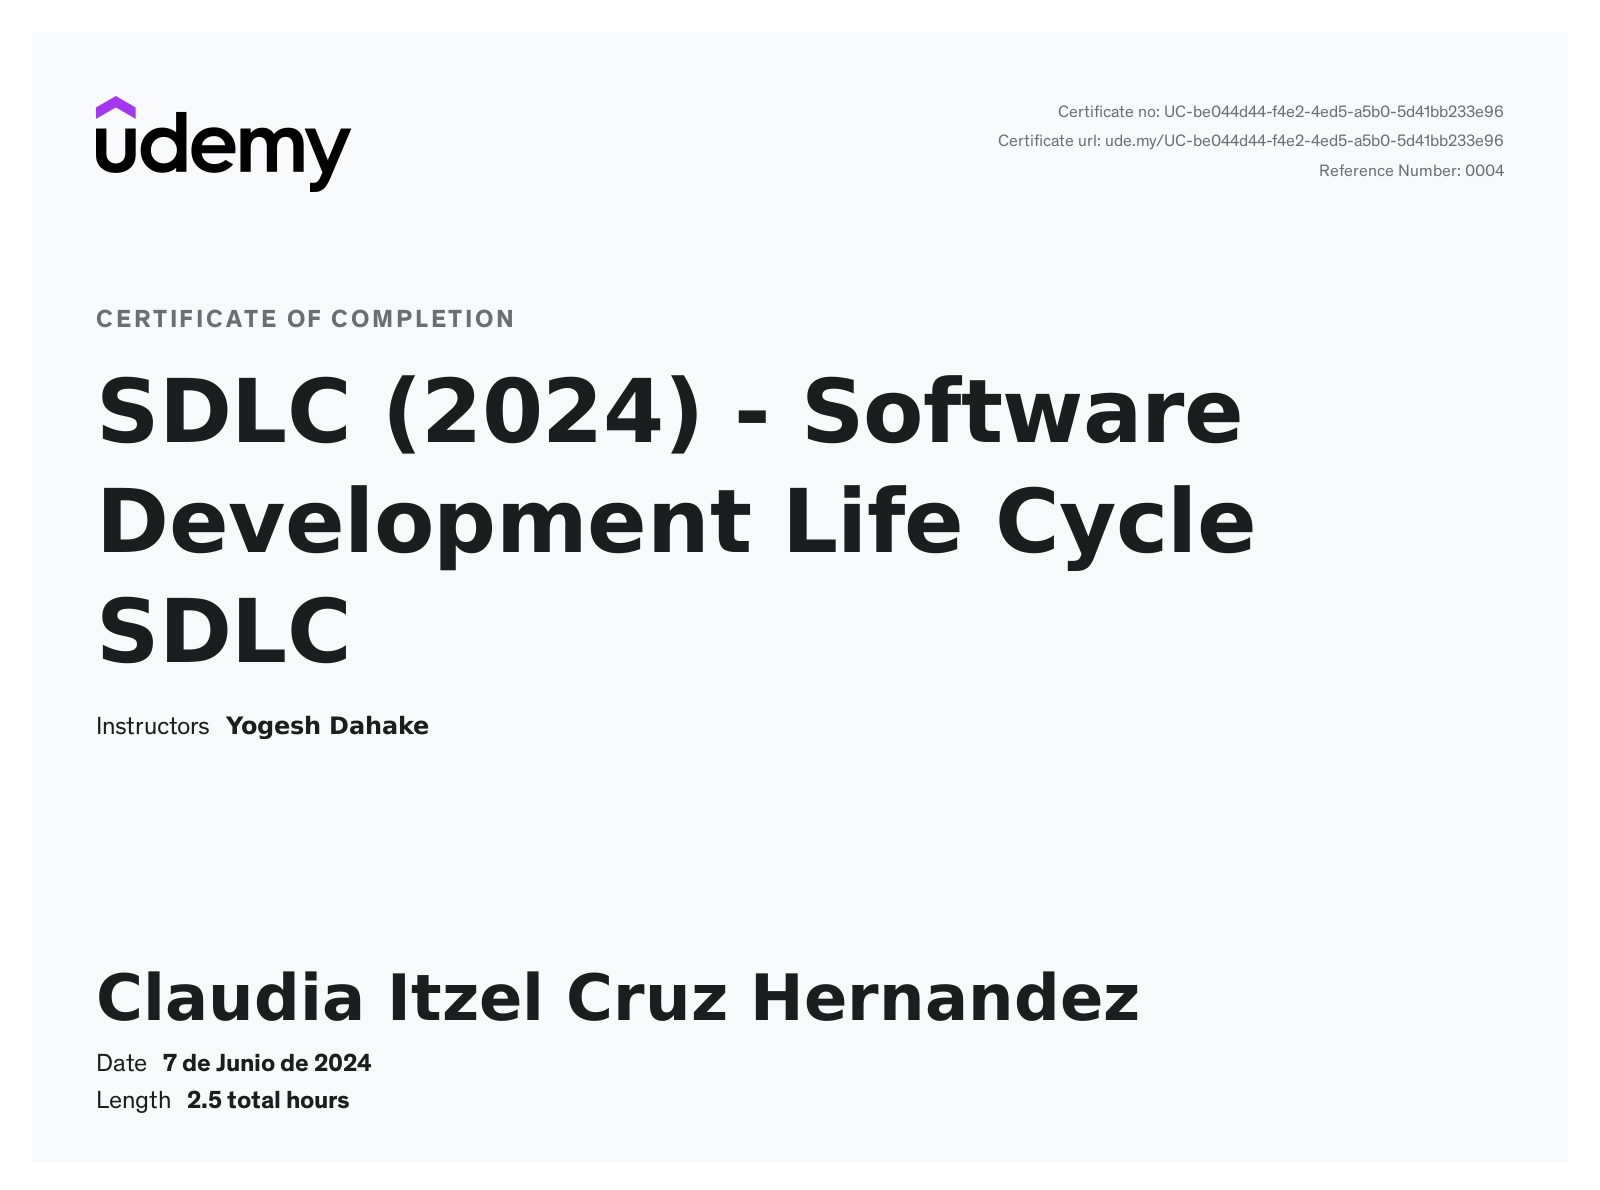 udemy
Certificate no: UC-be044d44-f4e2-4ed5-a5b0-5d41bb233e96
Certificate url: ude.my/UC-be044d44-f4e2-4ed5-a5b0-5d41bb233e96
Reference Number: 0004
CERTIFICATE OF COMPLETION
SDLC (2024) - Software
Development Life Cycle
SDLC
Instructors Yogesh Dahake
Claudia Itzel Cruz Hernandez
Date 7 de Junio de 2024
Length 2.5 total hours